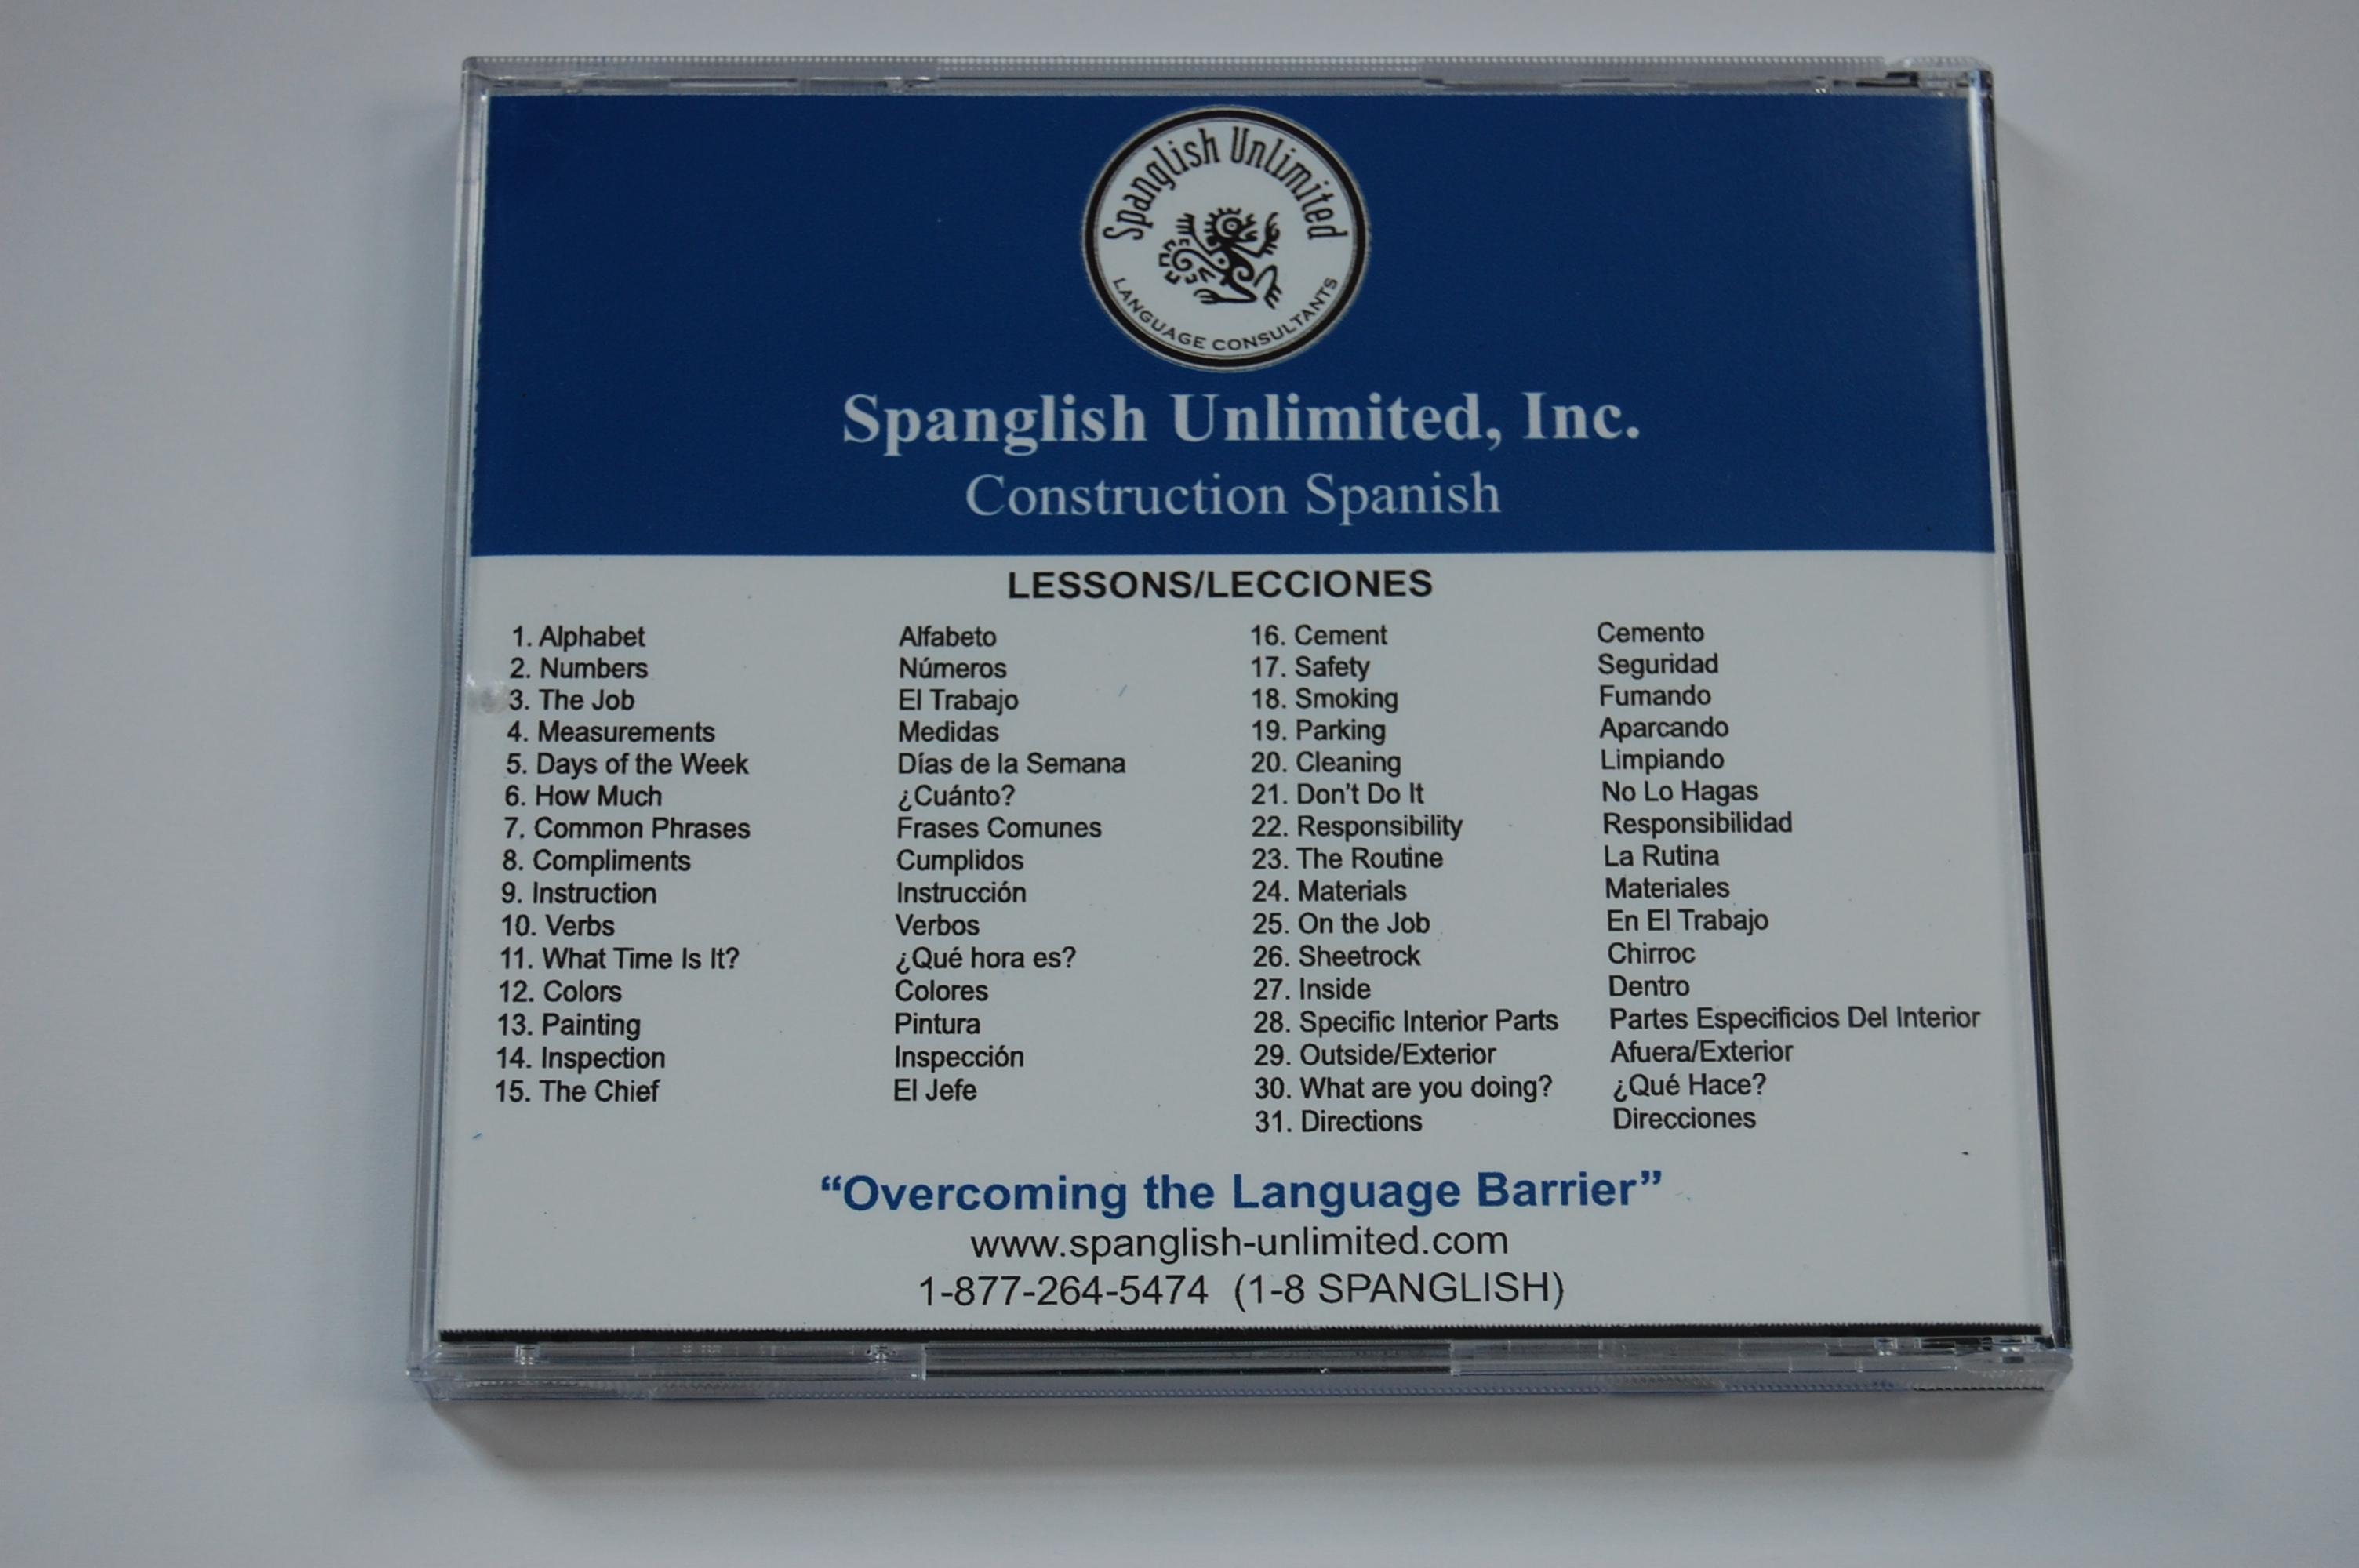 Spanglish Unlimited
LANGUAGE CONSULTANTS
Spanglish Unlimited, Inc.
Construction Spanish
LESSONS/LECCIONES
1. Alphabet Alfabeto
2. Numbers Números
3. The Job El Trabajo
4. Measurements Medidas
5. Days of the Week Días de la Semana
6. How Much ¿Cuánto?
7. Common Phrases Frases Comunes
8. Compliments Cumplidos
9. Instruction Instrucción
10. Verbs Verbos
11. What Time Is It? ¿Qué hora es?
12. Colors Colores
13. Painting Pintura
14. Inspection Inspección
15. The Chief El Jefe
16. Cement Cemento
17. Safety Seguridad
18. Smoking Fumando
19. Parking Aparcando
20. Cleaning Limpiando
21. Don't Do It No Lo Hagas
22. Responsibility Responsibilidad
23. The Routine La Rutina
24. Materials Materiales
25. On the Job En El Trabajo
26. Sheetrock Chirroc
27. Inside Dentro
28. Specific Interior Parts Partes Especificios Del Interior
29. Outside/Exterior Afuera/Exterior
30. What are you doing? ¿Qué Hace?
31. Directions Direcciones
“Overcoming the Language Barrier”
www.spanglish-unlimited.com
1-877-264-5474 (1-8 SPANGLISH)